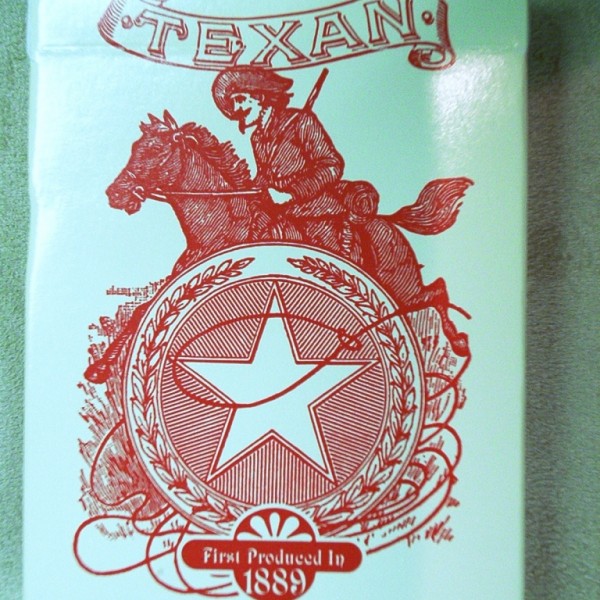 ·TEXAN·
First Produced In
1889